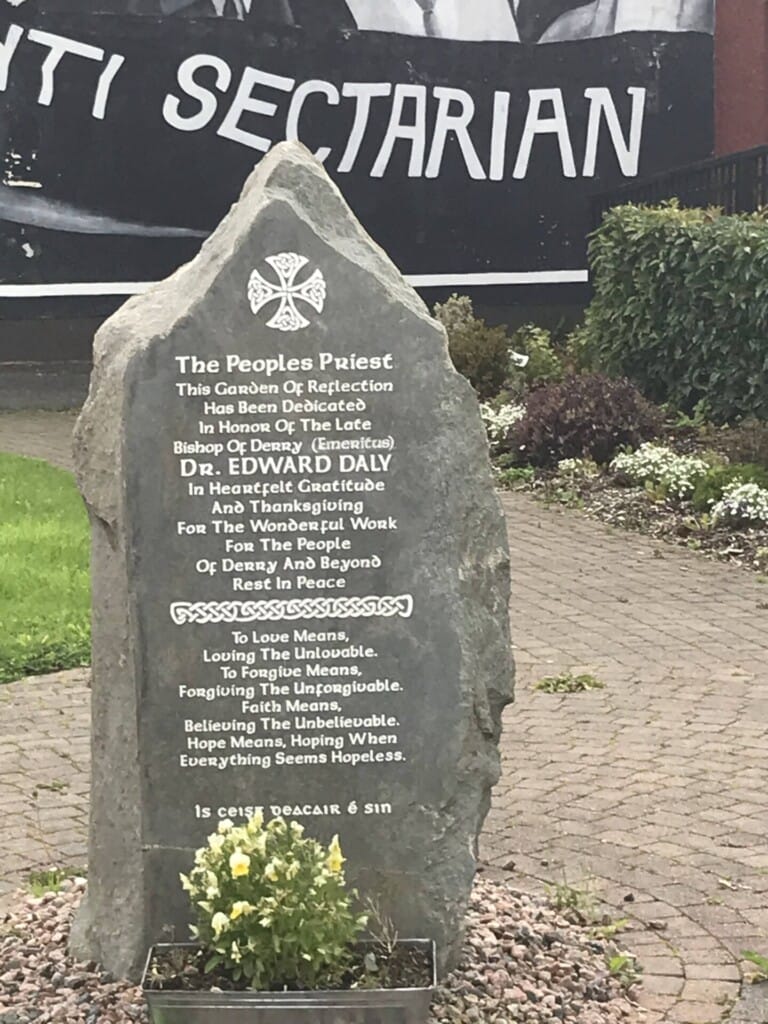 NTI SECTARIAN
The Peoples Priest
This Garden Of Reflection
Has Been Dedicated
In Honor Of The Late
Bishop Of Derry (Emeritus)
Dr. EDWARD DALY
In Heartfelt Gratitude
And Thanksgiving
For The Wonderful Work
For The People
Of Derry And Beyond
Rest In Peace
To Love Means,
Loving The Unlovable.
To Forgive Means,
Forgiving The Unforgivable.
Faith Means,
Believing The Unbelievable.
Hope Means, Hoping When
Everything Seems Hopeless.
Is ceist deacair é sin